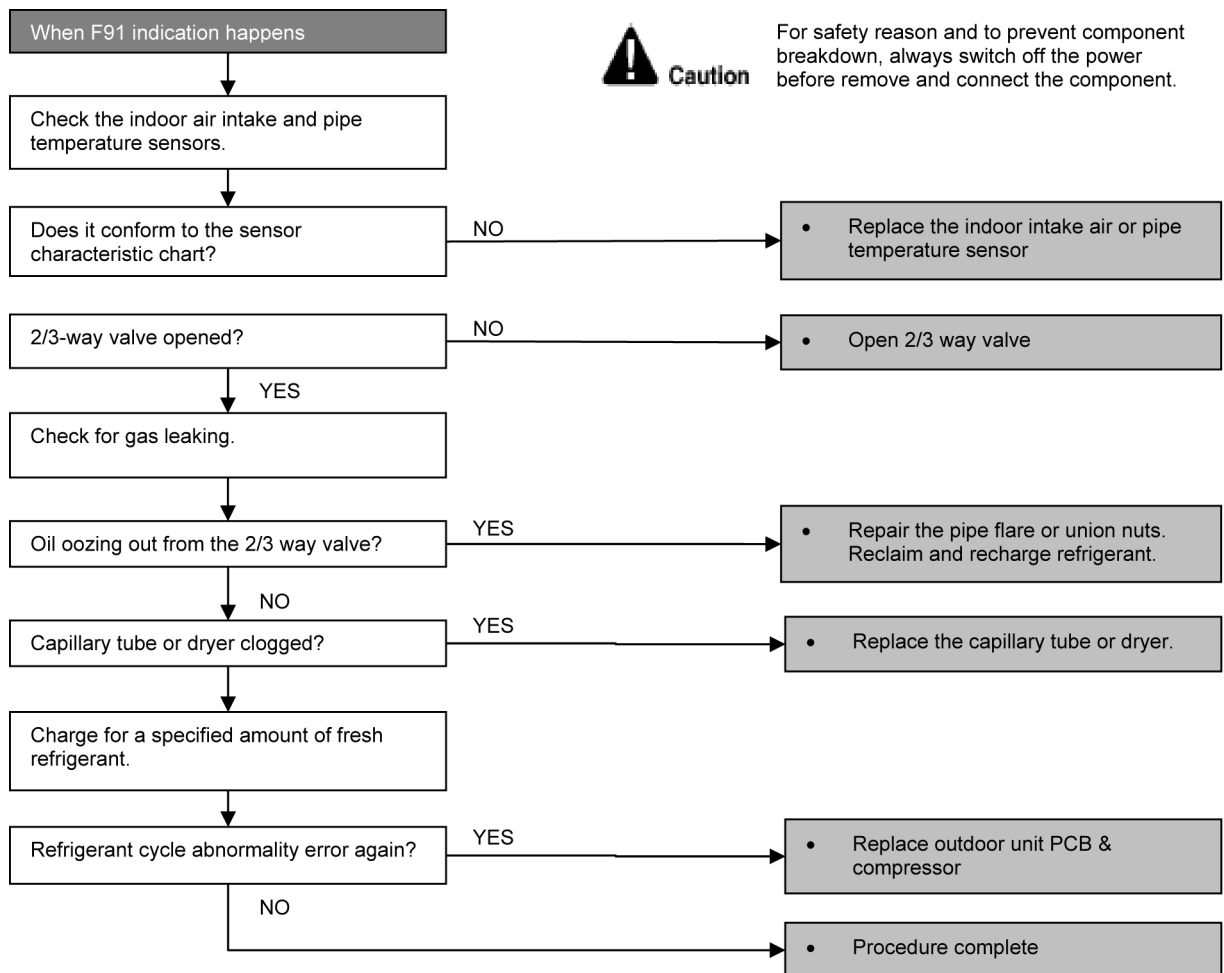 When F91 indication happens
Caution
For safety reason and to prevent component
breakdown, always switch off the power
before remove and connect the component.
Check the indoor air intake and pipe
temperature sensors.
Does it conform to the sensor
characteristic chart?
NO
• Replace the indoor intake air or pipe
temperature sensor
2/3-way valve opened?
NO
• Open 2/3 way valve
YES
Check for gas leaking.
Oil oozing out from the 2/3 way valve?
YES
• Repair the pipe flare or union nuts.
Reclaim and recharge refrigerant.
NO
Capillary tube or dryer clogged?
YES
• Replace the capillary tube or dryer.
Charge for a specified amount of fresh
refrigerant.
Refrigerant cycle abnormality error again?
YES
• Replace outdoor unit PCB &
compressor
NO
• Procedure complete